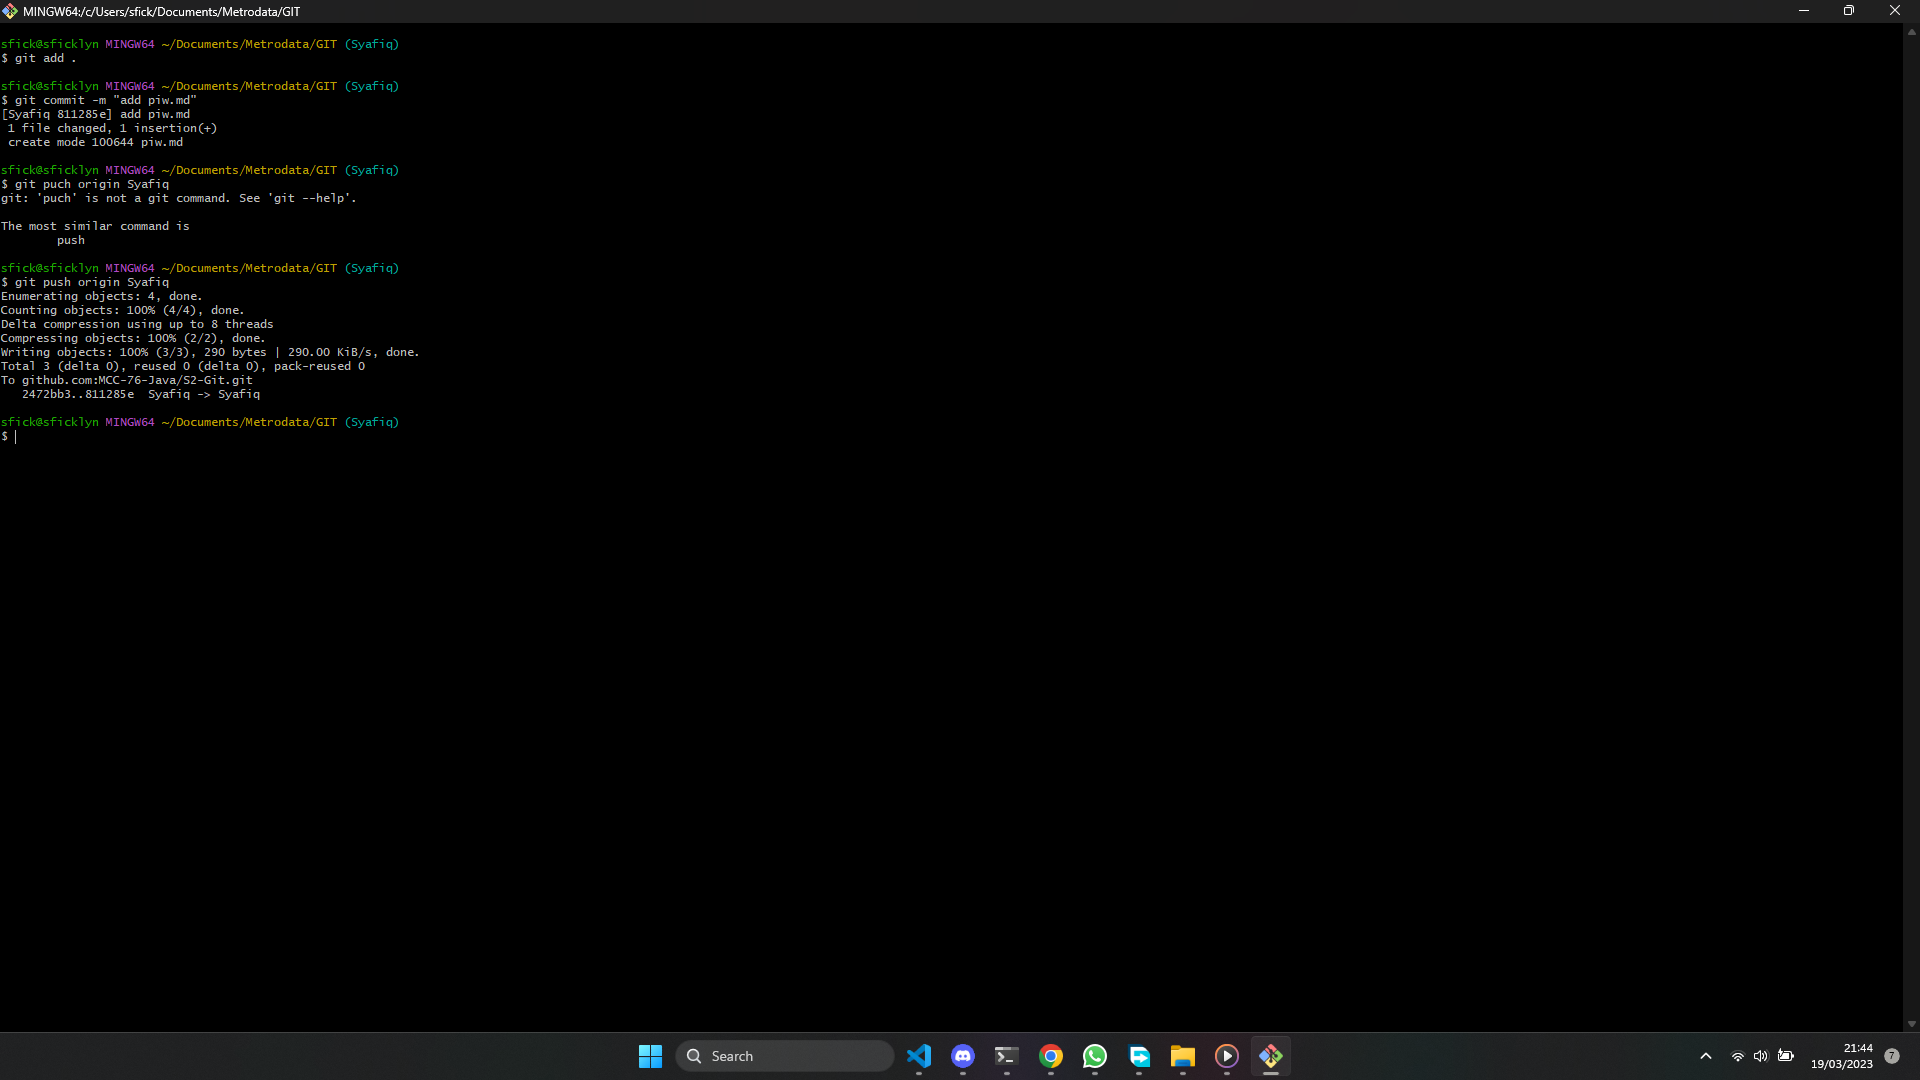 MINGW64:/c/Users/sfick/Documents/Metrodata/GIT
sfick@sficklyn MINGW64 ~/Documents/Metrodata/GIT (Syafiq)
$ git add .
sfick@sficklyn MINGW64 ~/Documents/Metrodata/GIT (Syafiq)
$ git commit -m "add piw.md"
[Syafiq 811285e] add piw.md
 1 file changed, 1 insertion(+)
 create mode 100644 piw.md
sfick@sficklyn MINGW64 ~/Documents/Metrodata/GIT (Syafiq)
$ git puch origin Syafiq
git: 'puch' is not a git command. See 'git --help'.
The most similar command is
        push
sfick@sficklyn MINGW64 ~/Documents/Metrodata/GIT (Syafiq)
$ git push origin Syafiq
Enumerating objects: 4, done.
Counting objects: 100% (4/4), done.
Delta compression using up to 8 threads
Compressing objects: 100% (2/2), done.
Writing objects: 100% (3/3), 290 bytes | 290.00 KiB/s, done.
Total 3 (delta 0), reused 0 (delta 0), pack-reused 0
To github.com:MCC-76-Java/S2-Git.git
   2472bb3..811285e  Syafiq -> Syafiq
sfick@sficklyn MINGW64 ~/Documents/Metrodata/GIT (Syafiq)
$
Search
21:44
19/03/2023
7